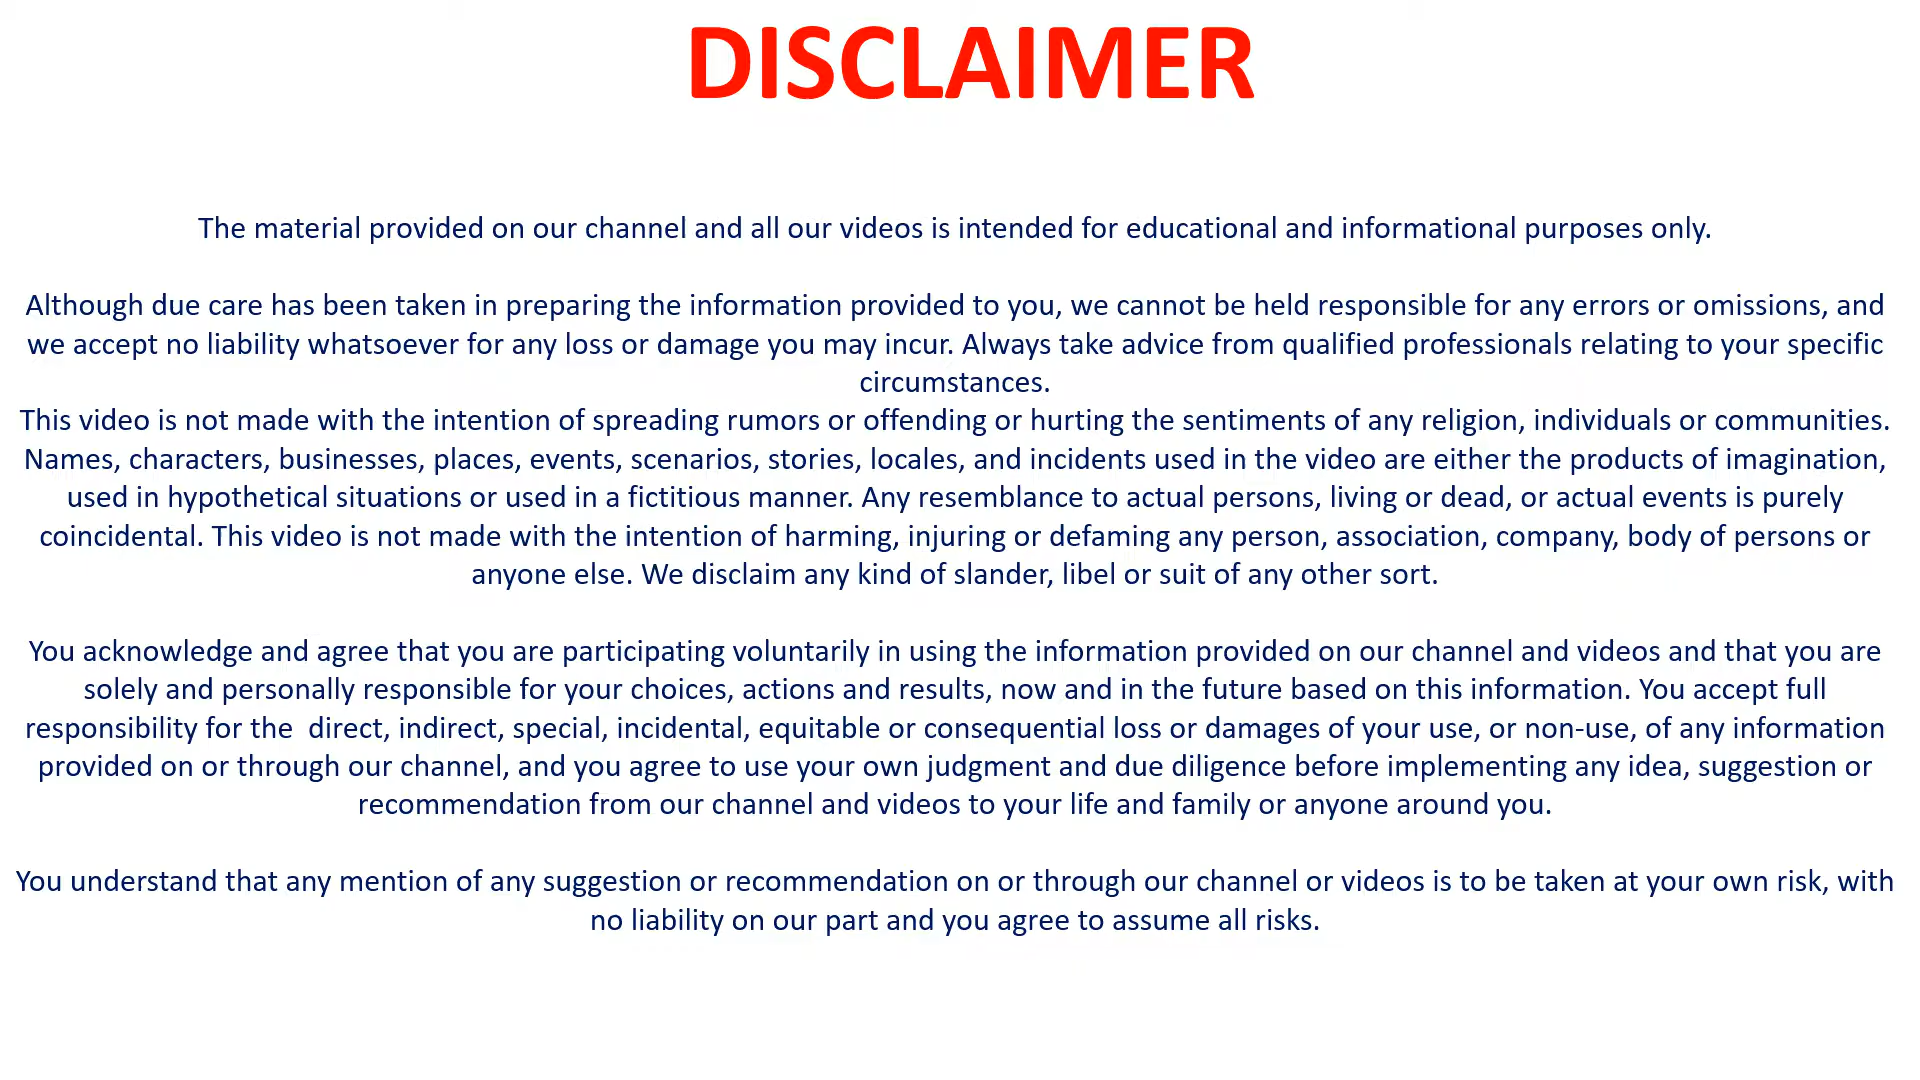 DISCLAIMER
The material provided on our channel and all our videos is intended for educational and informational purposes only.
Although due care has been taken in preparing the information provided to you, we cannot be held responsible for any errors or omissions, and
we accept no liability whatsoever for any loss or damage you may incur. Always take advice from qualified professionals relating to your specific
circumstances.
This video is not made with the intention of spreading rumors or offending or hurting the sentiments of any religion, individuals or communities.
Names, characters, businesses, places, events, scenarios, stories, locales, and incidents used in the video are either the products of imagination,
used in hypothetical situations or used in a fictitious manner. Any resemblance to actual persons, living or dead, or actual events is purely
coincidental. This video is not made with the intention of harming, injuring or defaming any person, association, company, body of persons or
anyone else. We disclaim any kind of slander, libel or suit of any other sort.
You acknowledge and agree that you are participating voluntarily in using the information provided on our channel and videos and that you are
solely and personally responsible for your choices, actions and results, now and in the future based on this information. You accept full
responsibility for the  direct, indirect, special, incidental, equitable or consequential loss or damages of your use, or non-use, of any information
provided on or through our channel, and you agree to use your own judgment and due diligence before implementing any idea, suggestion or
recommendation from our channel and videos to your life and family or anyone around you.
You understand that any mention of any suggestion or recommendation on or through our channel or videos is to be taken at your own risk, with
no liability on our part and you agree to assume all risks.